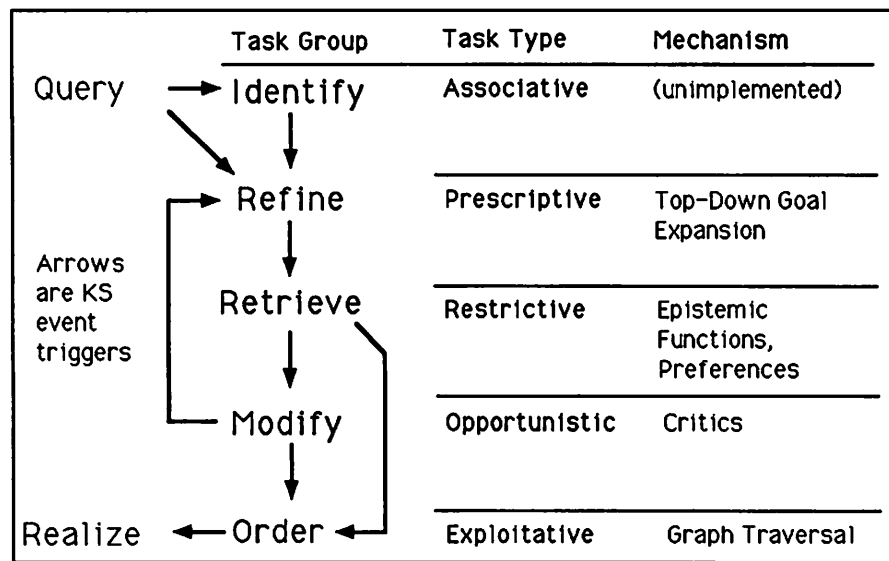 Task Group Task Type Mechanism
Query Identify Associative (unimplemented)
Refine Prescriptive Top-Down Goal
Expansion
Arrows
are KS
event
triggers
Retrieve Restrictive Epistemic
Functions,
Preferences
Modify Opportunistic Critics
Realize Order Exploitative Graph Traversal